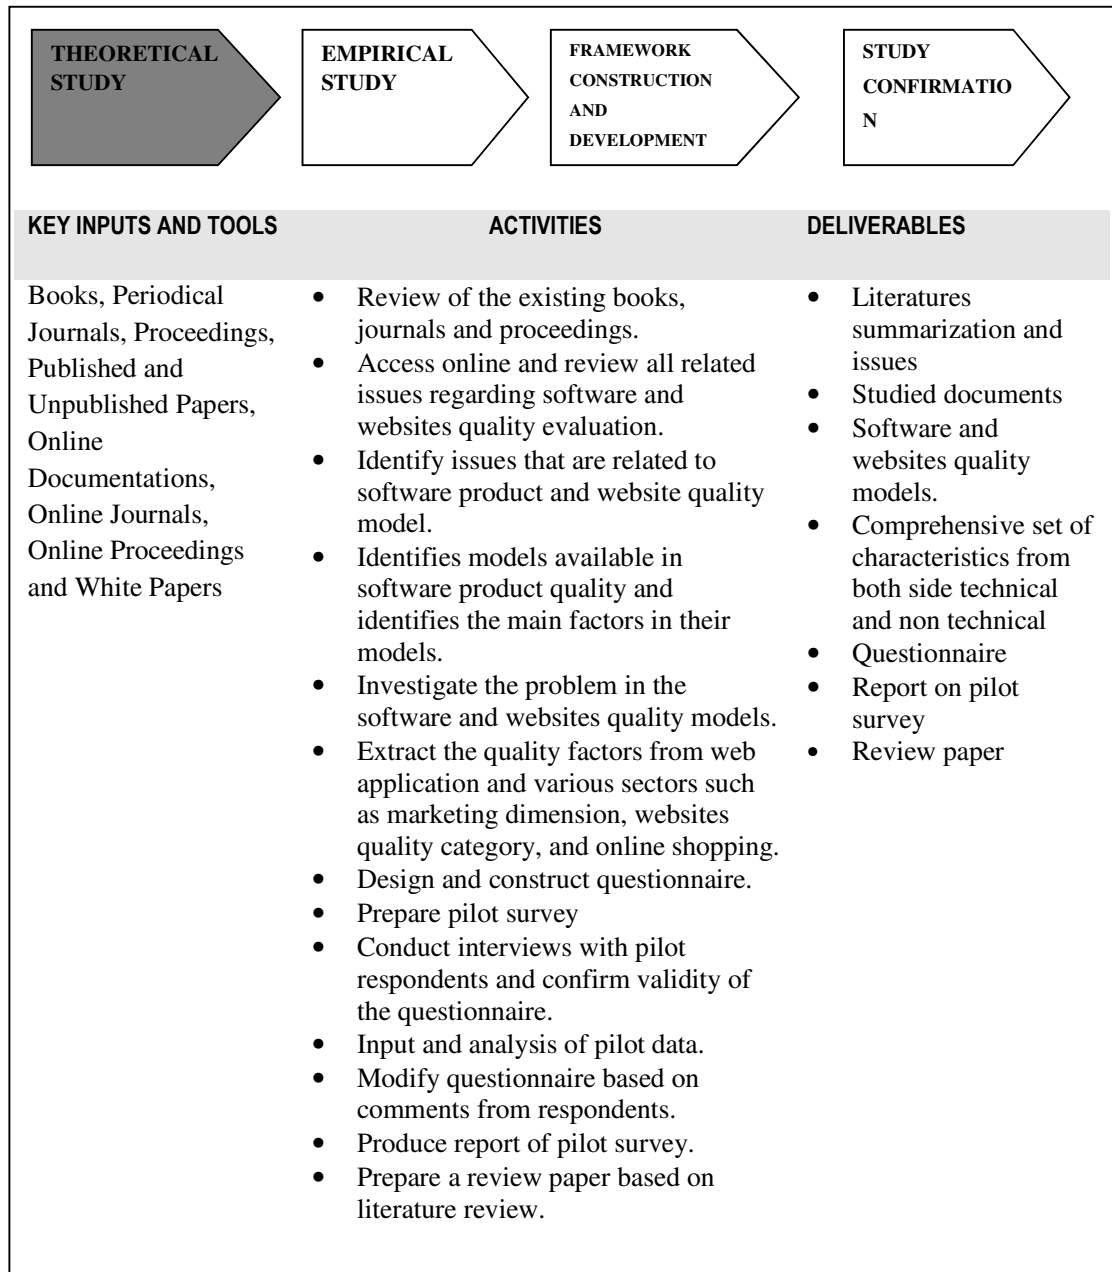 THEORETICAL
STUDY
EMPIRICAL
STUDY
FRAMEWORK
CONSTRUCTION
AND
DEVELOPMENT
STUDY
CONFIRMATIO
N
KEY INPUTS AND TOOLS
ACTIVITIES
DELIVERABLES
Books, Periodical
Journals, Proceedings,
Published and
Unpublished Papers,
Online
Documentations,
Online Journals,
Online Proceedings
and White Papers
• Review of the existing books,
journals and proceedings.
• Access online and review all related
issues regarding software and
websites quality evaluation.
• Identify issues that are related to
software product and website quality
model.
• Identifies models available in
software product quality and
identifies the main factors in their
models.
• Investigate the problem in the
software and websites quality models.
• Extract the quality factors from web
application and various sectors such
as marketing dimension, websites
quality category, and online shopping.
• Design and construct questionnaire.
• Prepare pilot survey
• Conduct interviews with pilot
respondents and confirm validity of
the questionnaire.
• Input and analysis of pilot data.
• Modify questionnaire based on
comments from respondents.
• Produce report of pilot survey.
• Prepare a review paper based on
literature review.
• Literatures
summarization and
issues
• Studied documents
• Software and
websites quality
models.
• Comprehensive set of
characteristics from
both side technical
and non technical
• Questionnaire
• Report on pilot
survey
• Review paper